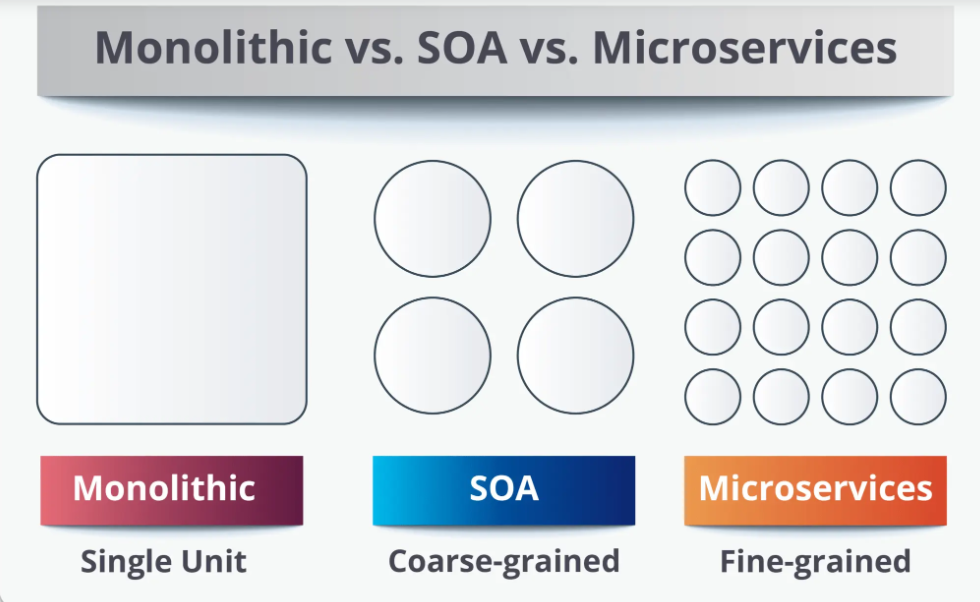 Monolithic vs. SOA vs. Microservices
Monolithic
SOA
Microservices
Single Unit
Coarse-grained
Fine-grained